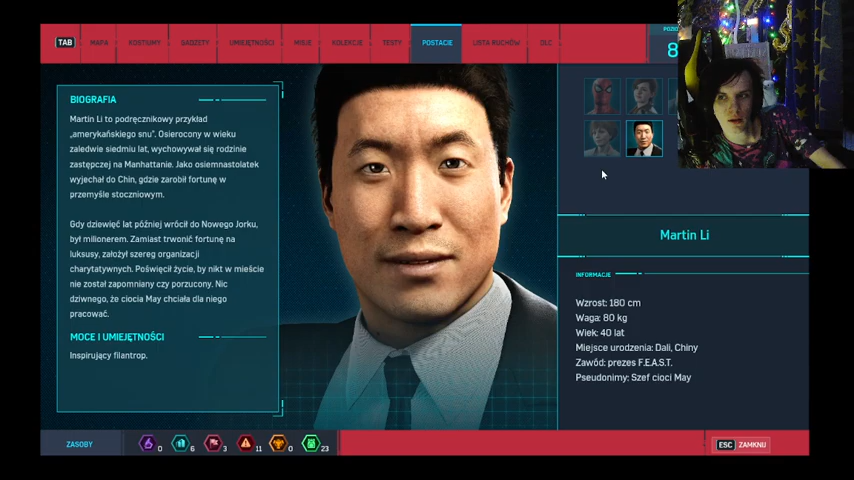 TAB
MAPA
KOSTIUMY
GADŻETY
UMIEJĘTNOŚCI
MISJE
KOLEKCJE
TESTY
POSTACIE
LISTA RUCHÓW
DLC
8
BIOGRAFIA
Martin Li to podręcznikowy przykład
„amerykańskiego snu”. Osierocony w wieku
zaledwie siedmiu lat, wychowywał się rodzinie
zastępczej na Manhattanie. Jako osiemnastolatek
wyjechał do Chin, gdzie zarobił fortunę w
przemyśle stoczniowym.
Gdy dziewięć lat później wrócił do Nowego Jorku,
był milionerem. Zamiast trwonić fortunę na
luksusy, założył szereg organizacji
charytatywnych. Poświęcił życie, by nikt w mieście
nie został zapomniany czy porzucony. Nic
dziwnego, że ciocia May chciała dla niego
pracować.
MOCE I UMIEJĘTNOŚCI
Inspirujący filantrop.
Martin Li
INFORMACJE
Wzrost: 180 cm
Waga: 80 kg
Wiek: 40 lat
Miejsce urodzenia: Dali, Chiny
Zawód: prezes F.E.A.S.T.
Pseudonimy: Szef cioci May
ZASOBY
0
6
3
11
0
23
ESC ZAMKNIJ